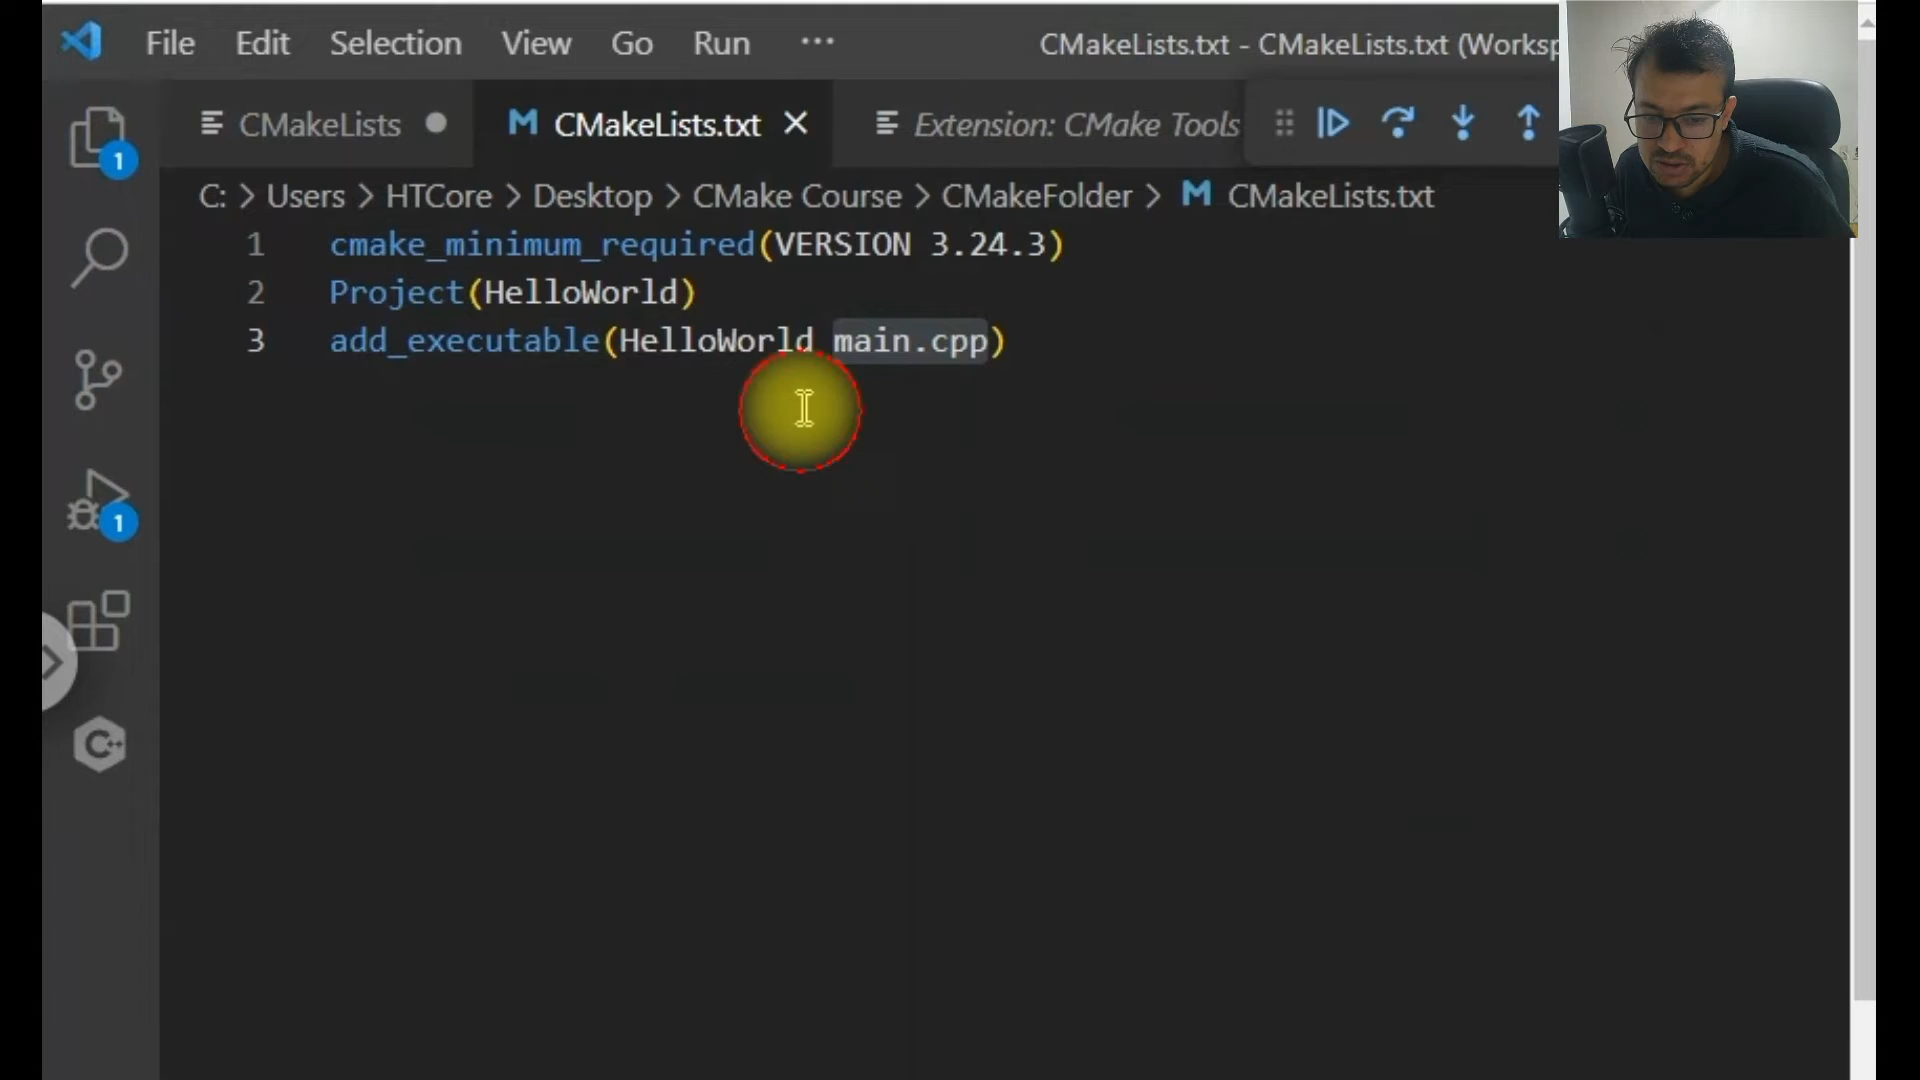 File Edit Selection View Go Run ··· CMakeLists.txt - CMakeLists.txt (Worksp
CMakeLists CMakeLists.txt Extension: CMake Tools
C: > Users > HTCore > Desktop > CMake Course > CMakeFolder > CMakeLists.txt
1 cmake_minimum_required(VERSION 3.24.3)
2 Project(HelloWorld)
3 add_executable(HelloWorld main.cpp)
1
1